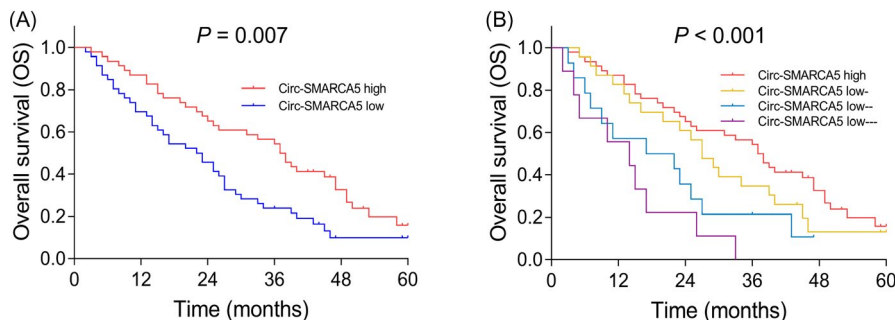 (A)
P = 0.007
Overall survival (OS)
1.0
0.8
0.6
0.4
0.2
0.0
Circ-SMARCA5 high
Circ-SMARCA5 low
0 12 24 36 48 60
Time (months)
(B)
P < 0.001
Overall survival (OS)
1.0
0.8
0.6
0.4
0.2
0.0
Circ-SMARCA5 high
Circ-SMARCA5 low-
Circ-SMARCA5 low--
Circ-SMARCA5 low---
0 12 24 36 48 60
Time (months)